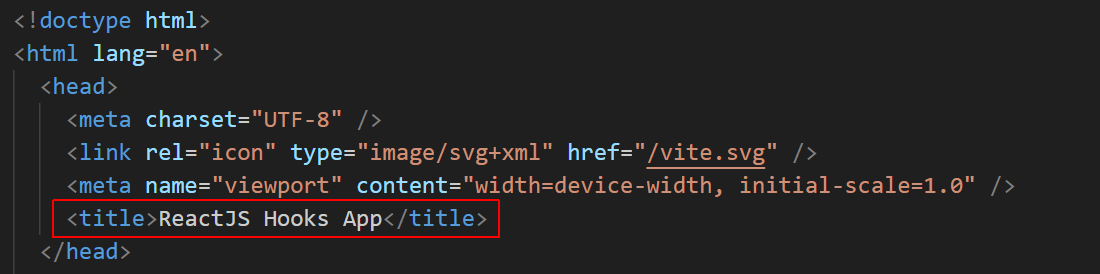 <!doctype html>
<html lang="en">
<head>
<meta charset="UTF-8" />
<link rel="icon" type="image/svg+xml" href="/vite.svg" />
<meta name="viewport" content="width=device-width, initial-scale=1.0" />
<title>ReactJS Hooks App</title>
</head>